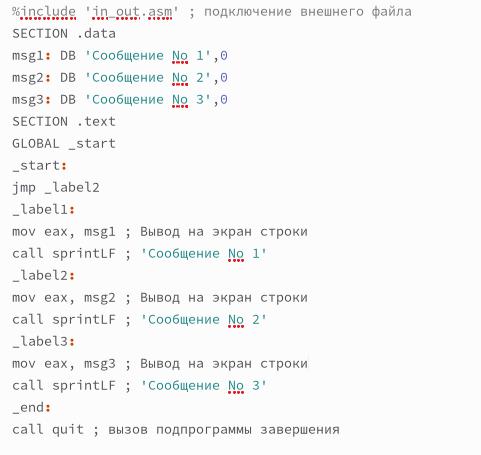 %include 'in_out.asm' ; подключение внешнего файла
SECTION .data
msg1: DB 'Сообщение No 1',0
msg2: DB 'Сообщение No 2',0
msg3: DB 'Сообщение No 3',0
SECTION .text
GLOBAL _start
_start:
jmp _label2
_label1:
mov eax, msg1 ; Вывод на экран строки
call sprintLF ; 'Сообщение No 1'
_label2:
mov eax, msg2 ; Вывод на экран строки
call sprintLF ; 'Сообщение No 2'
_label3:
mov eax, msg3 ; Вывод на экран строки
call sprintLF ; 'Сообщение No 3'
_end:
call quit ; вызов подпрограммы завершения